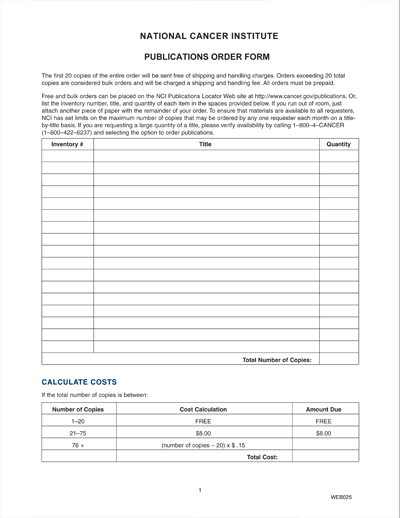 NATIONAL CANCER INSTITUTE
PUBLICATIONS ORDER FORM
The first 20 copies of the entire order will be sent free of shipping and handling charges. Orders exceeding 20 total
copies are considered bulk orders and will be charged a shipping and handling fee. All orders must be prepaid.
Free and bulk orders can be placed on the NCI Publications Locator Web site at http://www.cancer.gov/publications. Or,
list the inventory number, title, and quantity of each item in the spaces provided below. If you run out of room, just
attach another piece of paper with the remainder of your order. To ensure that materials are available to all requesters,
NCI has set limits on the maximum number of copies that may be ordered by any one requester each month on a title-
by-title basis. If you are requesting a large quantity of a title, please verify availability by calling 1–800–4–CANCER
(1–800–422–6237) and selecting the option to order publications.
Inventory # Title Quantity
Total Number of Copies:
CALCULATE COSTS
If the total number of copies is between:
Number of Copies Cost Calculation Amount Due
1–20 FREE FREE
21–75 $8.00 $8.00
76 + (number of copies – 20) x $ .15
Total Cost:
1
WEB025